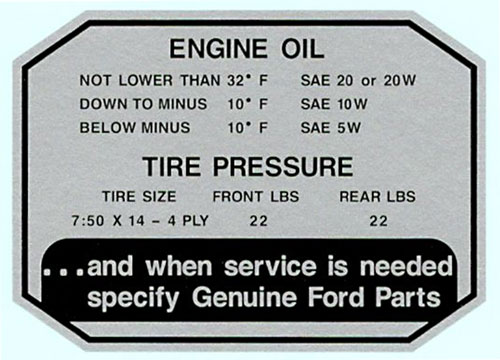 ENGINE OIL
NOT LOWER THAN 32° F SAE 20 or 20W
DOWN TO MINUS 10° F SAE 10W
BELOW MINUS 10° F SAE 5W
TIRE PRESSURE
TIRE SIZE FRONT LBS REAR LBS
7:50 X 14 – 4 PLY 22 22
...and when service is needed
specify Genuine Ford Parts